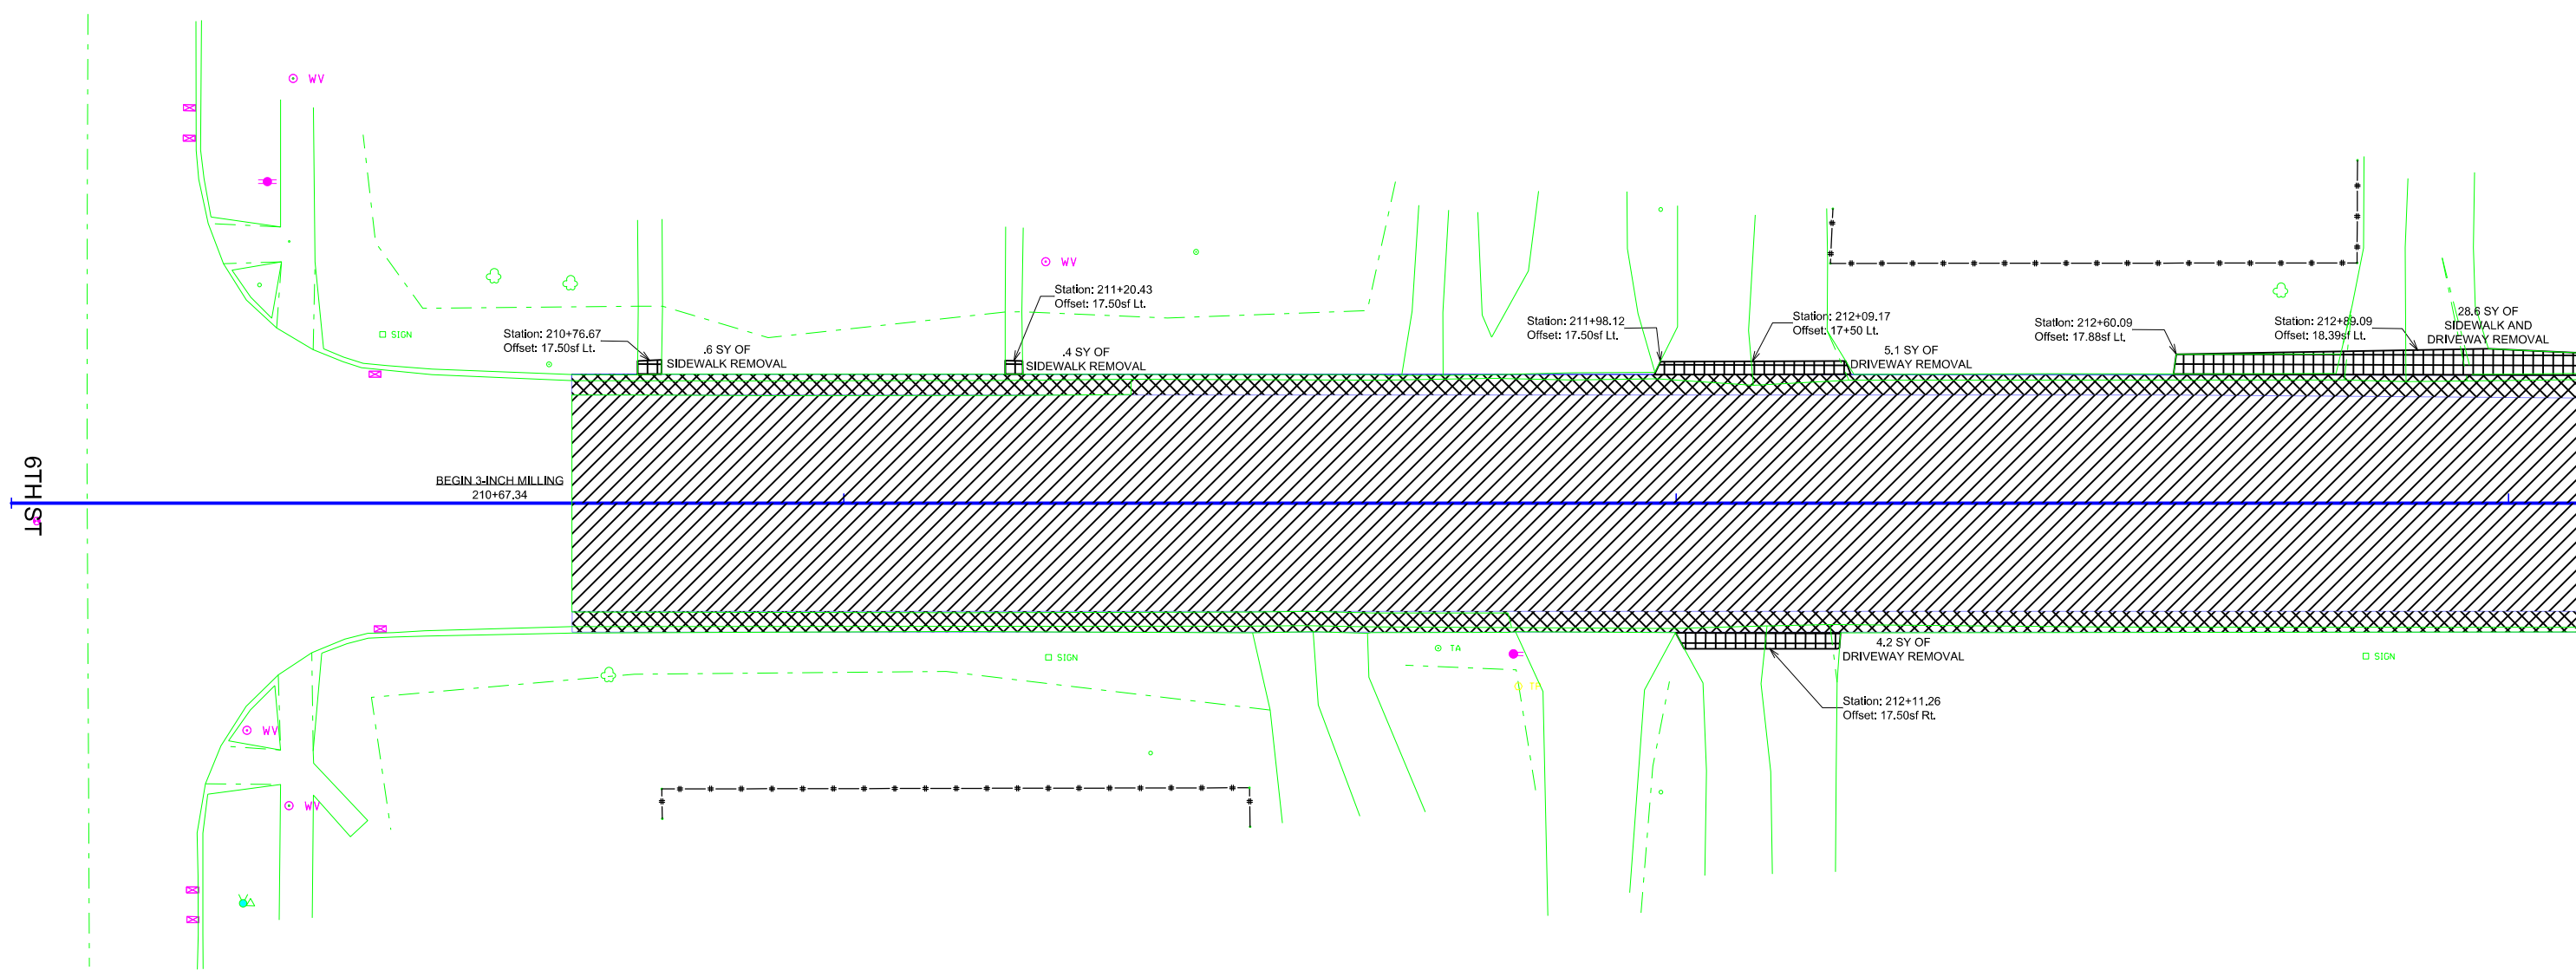 WV
Station: 211+20.43
Offset: 17.50sf Lt.
WV
SIGN
Station: 210+76.67
Offset: 17.50sf Lt.
.6 SY OF
SIDEWALK REMOVAL
.4 SY OF
SIDEWALK REMOVAL
Station: 211+98.12
Offset: 17.50sf Lt.
Station: 212+09.17
Offset: 17+50 Lt.
5.1 SY OF
DRIVEWAY REMOVAL
Station: 212+60.09
Offset: 17.88sf Lt.
Station: 212+89.09
Offset: 18.39sf Lt.
28.6 SY OF
SIDEWALK AND
DRIVEWAY REMOVAL
6TH ST
BEGIN 3-INCH MILLING
210+67.34
SIGN
TA
TA
4.2 SY OF
DRIVEWAY REMOVAL
SIGN
Station: 212+11.26
Offset: 17.50sf Rt.
WV
WV